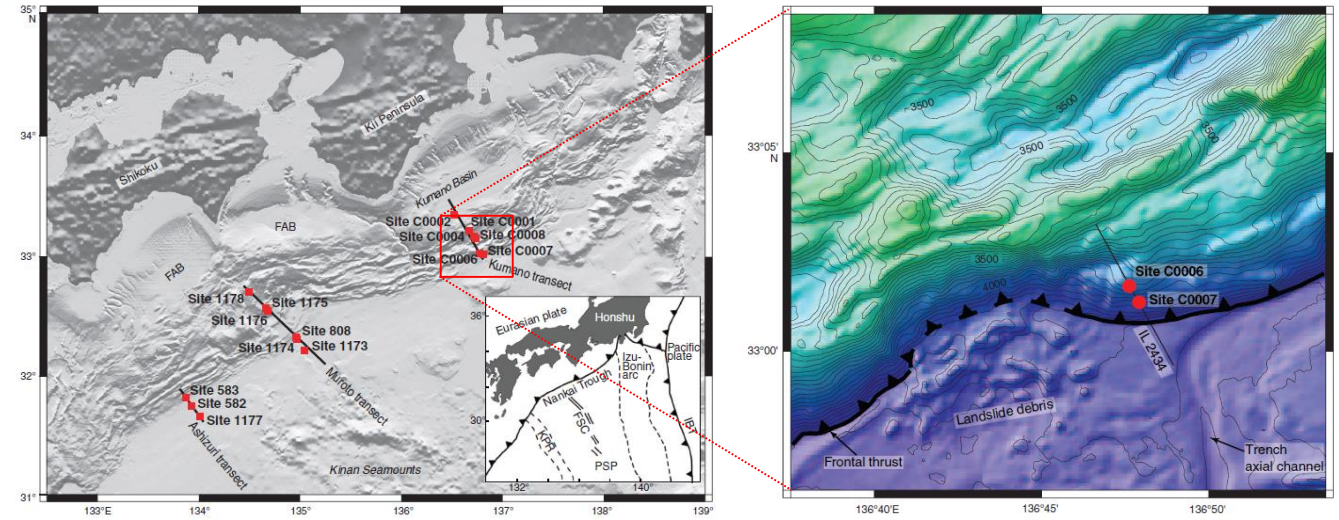 35°
N
34°
33°
32°
31°
133°E
134°
135°
136°
137°
138°
139°
Shikoku
Kii Peninsula
Kumano Basin
FAB
FAB
Site C0002
Site C0001
Site C0004
Site C0008
Site C0007
Site C0006
Kumano transect
Site 1178
Site 1175
Site 1176
Site 808
Site 1174
Site 1173
Muroto transect
Site 583
Site 582
Site 1177
Ashizuri transect
Kinan Seamounts
36°
30°
132°
140°
Eurasian plate
Honshu
Pacific
plate
Izu-
Bonin
arc
Nankai Trough
KPR
FSC
PSP
IBT
33°05'
N
33°00'
136°40'E
136°45'E
136°50'E
3500
3500
3500
3500
3500
4000
Site C0006
Site C0007
IL 2434
Landslide debris
Frontal thrust
Trench
axial channel